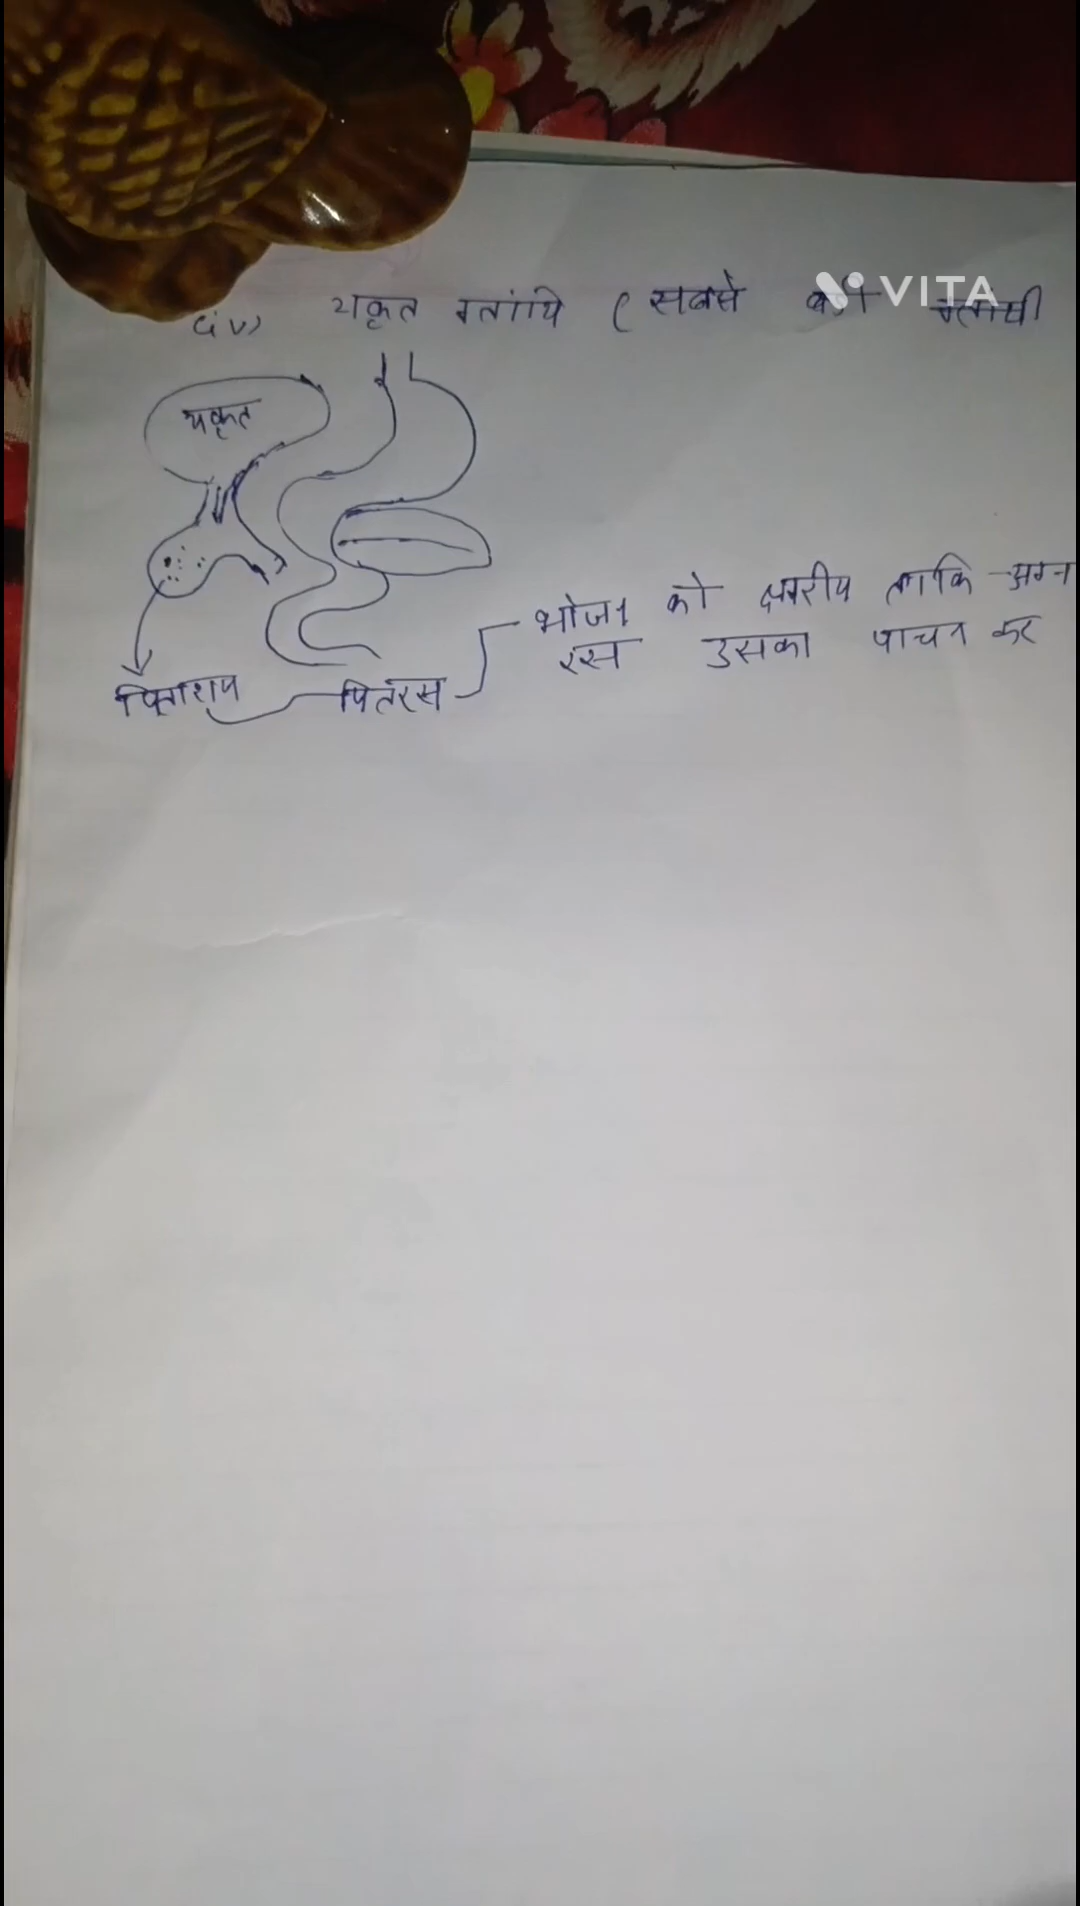 (iv) यकृत ग्लांथि (सबसे बड़ी ग्लांथी
VITA
यकृत
भोजन को क्षारीय ताकि अग्न
रस उसका पाचन कर
पित्ताशय पितरस